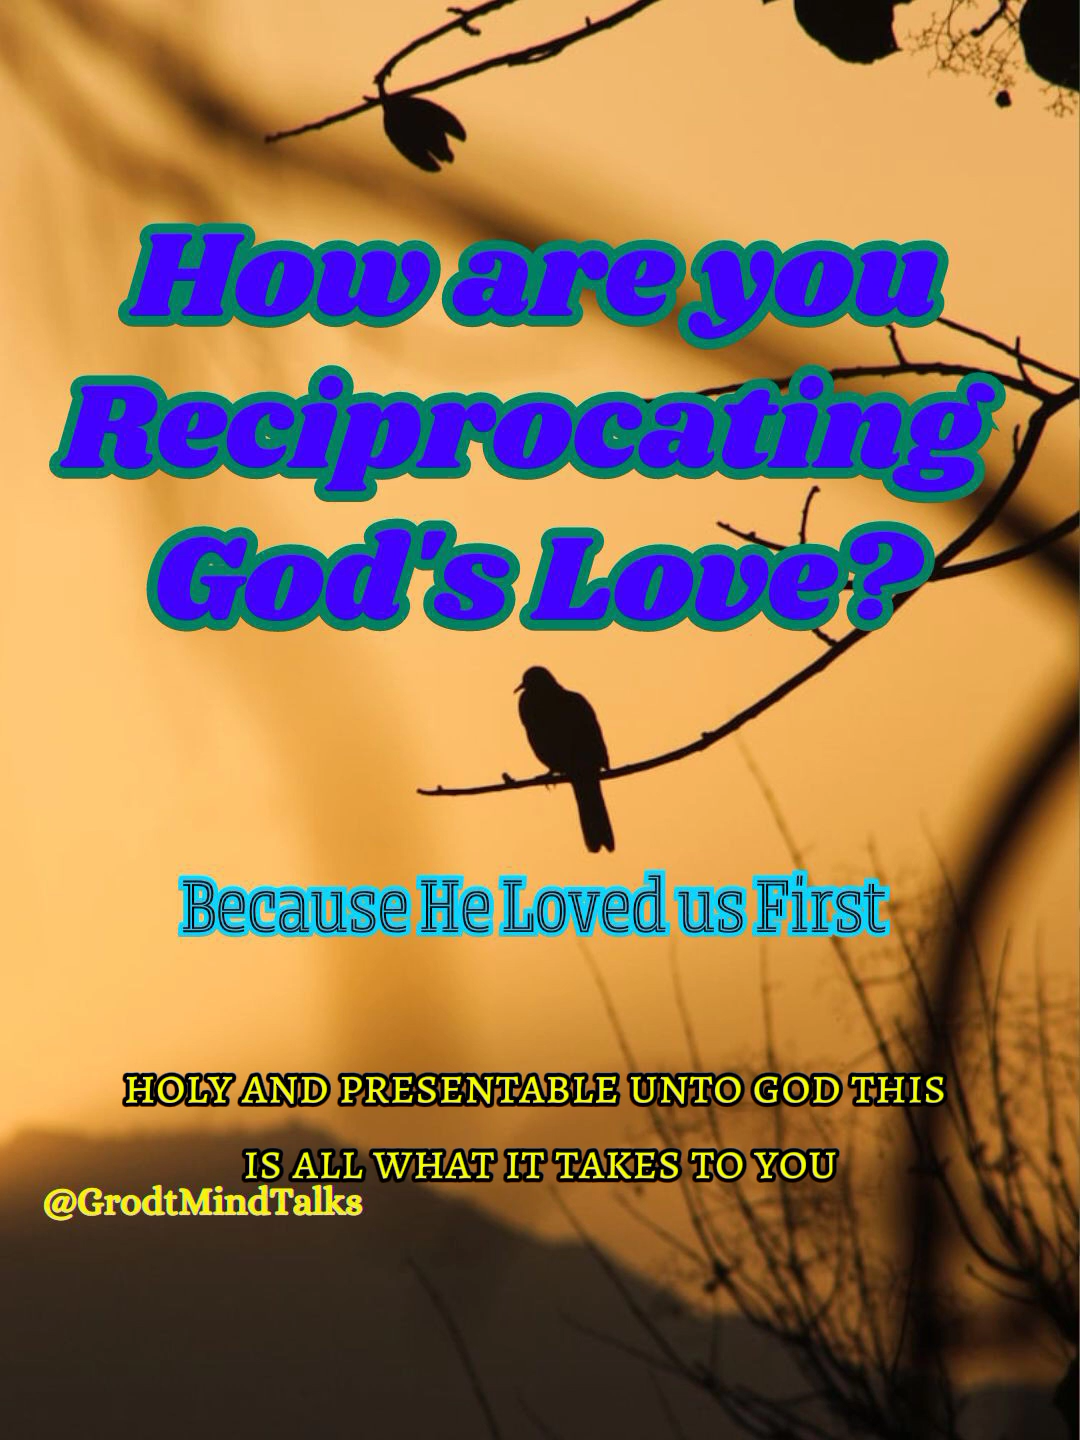 How are you
Reciprocating
God's Love?
Because He Loved us First
HOLY AND PRESENTABLE UNTO GOD THIS
IS ALL WHAT IT TAKES TO YOU
@GrodtMindTalks